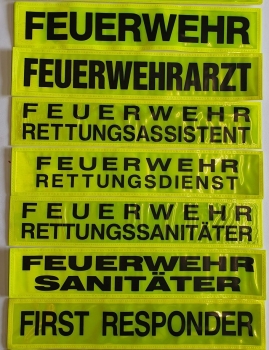 FEUERWEHR
FEUERWEHRARZT
FEUERWEHR
RETTUNGSASSISTENT
FEUERWEHR
RETTUNGSDIENST
FEUERWEHR
RETTUNGSSANITÄTER
FEUERWEHR
SANITÄTER
FIRST RESPONDER